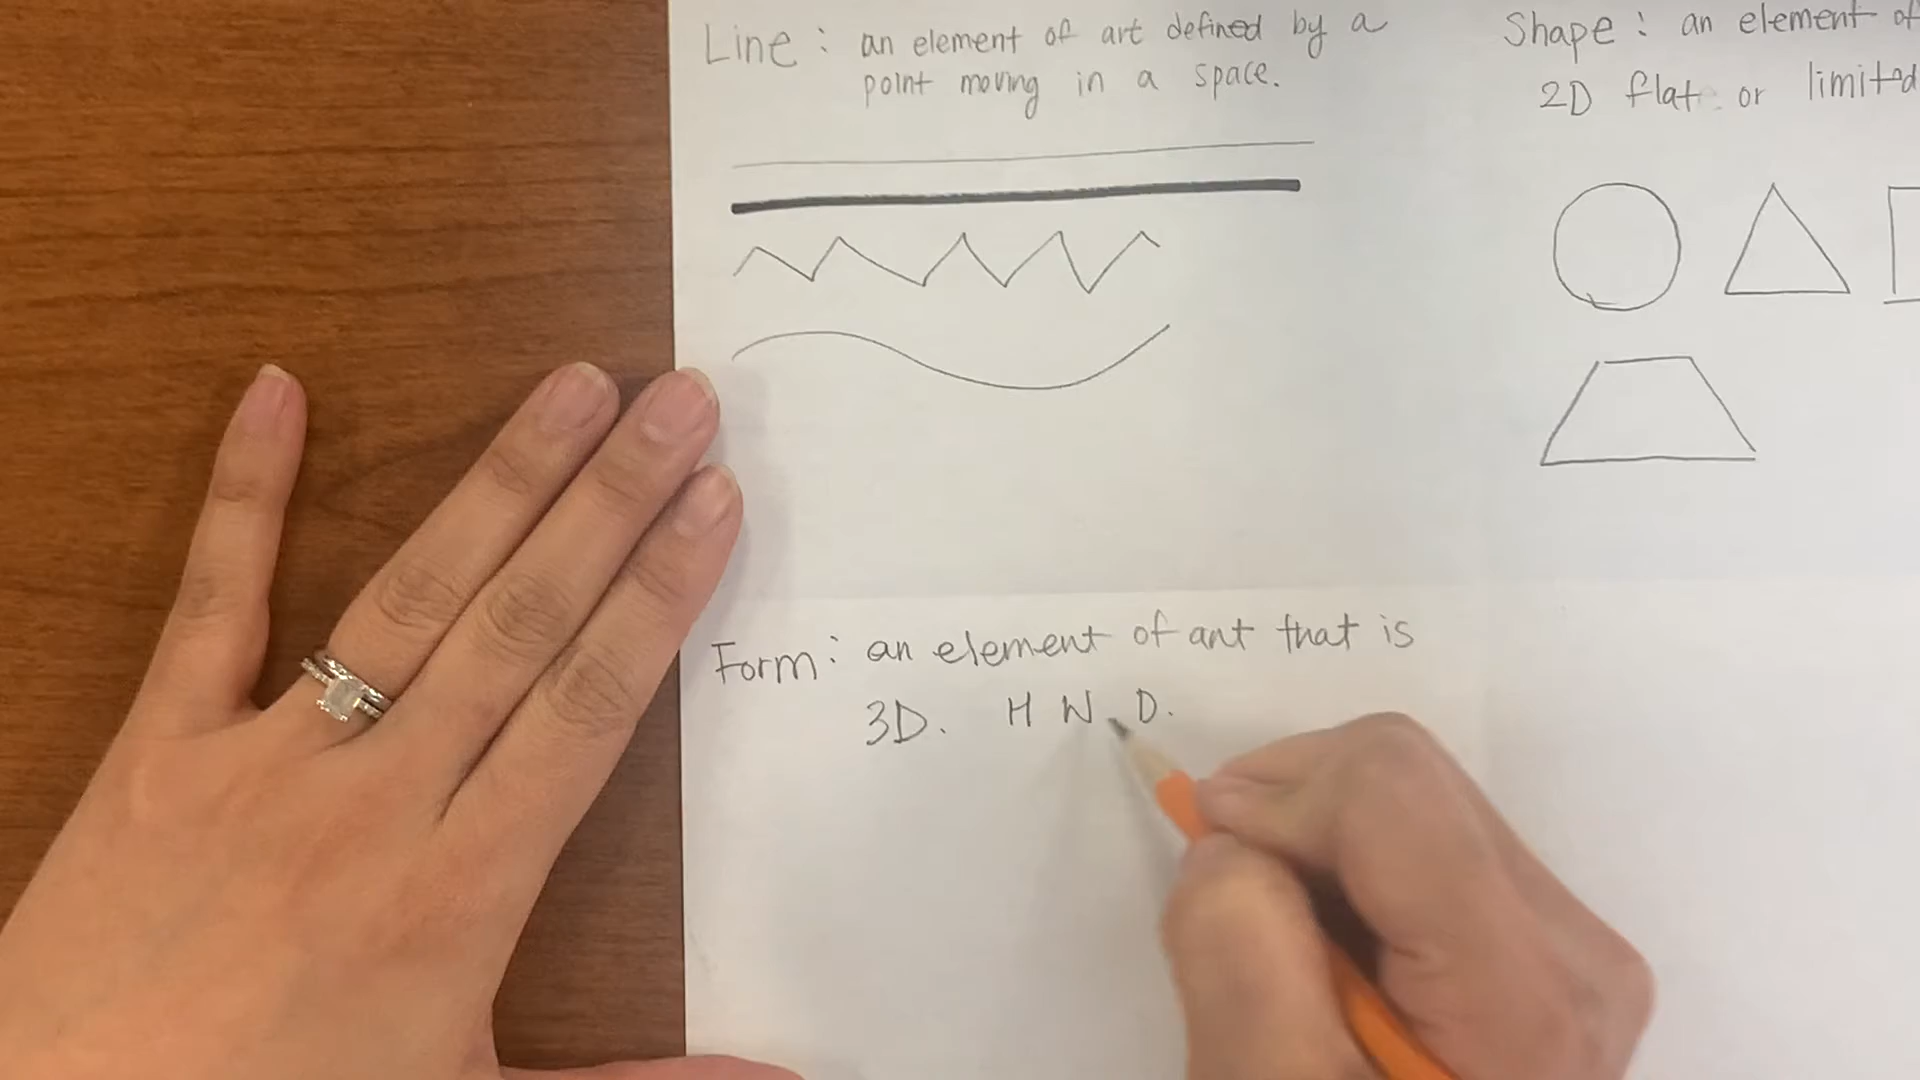 Line: an element of art defined by a
point moving in a space.
Shape: an element of
2D flat or limited
Form: an element of art that is
3D. H W D.